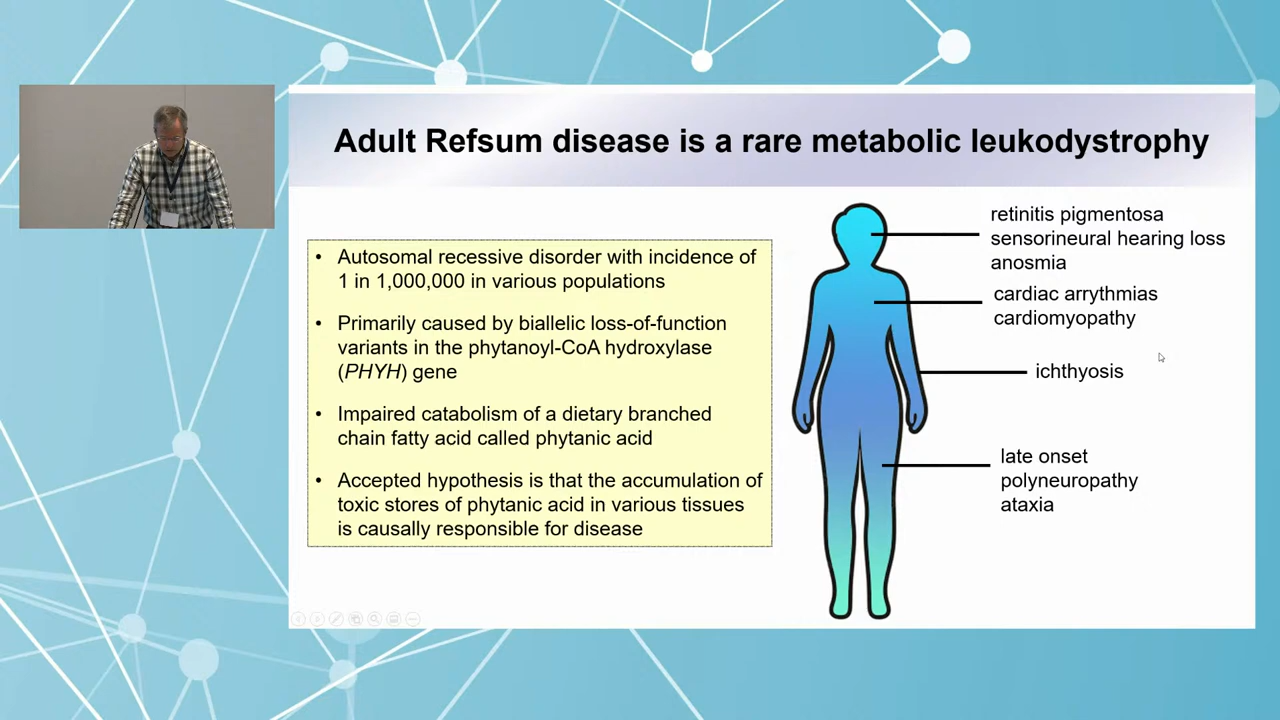 Adult Refsum disease is a rare metabolic leukodystrophy
• Autosomal recessive disorder with incidence of
1 in 1,000,000 in various populations
• Primarily caused by biallelic loss-of-function
variants in the phytanoyl-CoA hydroxylase
(PHYH) gene
• Impaired catabolism of a dietary branched
chain fatty acid called phytanic acid
• Accepted hypothesis is that the accumulation of
toxic stores of phytanic acid in various tissues
is causally responsible for disease
retinitis pigmentosa
sensorineural hearing loss
anosmia
cardiac arrythmias
cardiomyopathy
ichthyosis
late onset
polyneuropathy
ataxia